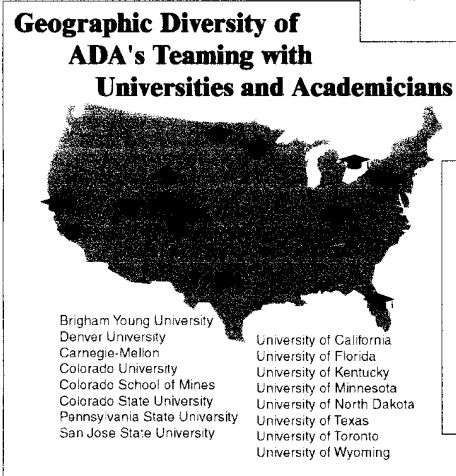 Geographic Diversity of
ADA's Teaming with
Universities and Academicians
Brigham Young University
Denver University
Carnegie-Mellon
Colorado University
Colorado School of Mines
Colorado State University
Pennsylvania State University
San Jose State University
University of California
University of Florida
University of Kentucky
University of Minnesota
University of North Dakota
University of Texas
University of Toronto
University of Wyoming